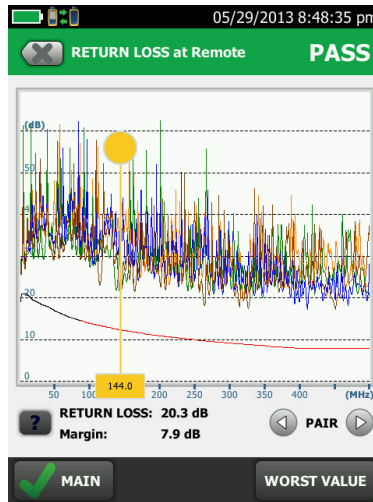 05/29/2013 8:48:35 pm
RETURN LOSS at Remote PASS
(dB)
50
40
30
20
10
0
144.0
50 100 200 250 300 350 400 (MHz)
RETURN LOSS: 20.3 dB
? Margin: 7.9 dB
PAIR
MAIN WORST VALUE